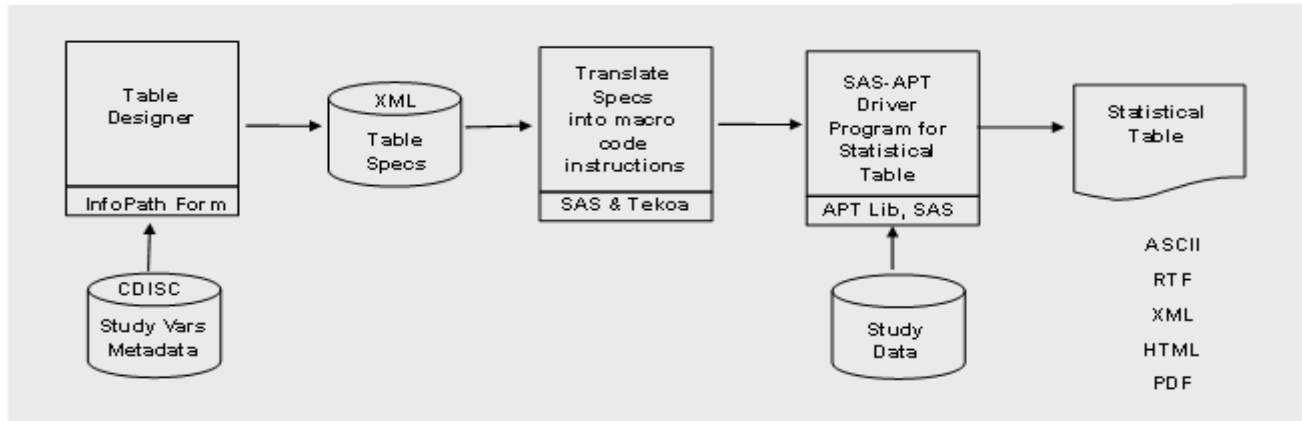 Table
Designer
InfoPath Form
CDISC
Study Vars
Metadata
XML
Table
Specs
Translate
Specs
into macro
code
instructions
SAS & Tekoa
SAS-APT
Driver
Program for
Statistical
Table
APT Lib, SAS
Study
Data
Statistical
Table
ASCII
RTF
XML
HTML
PDF